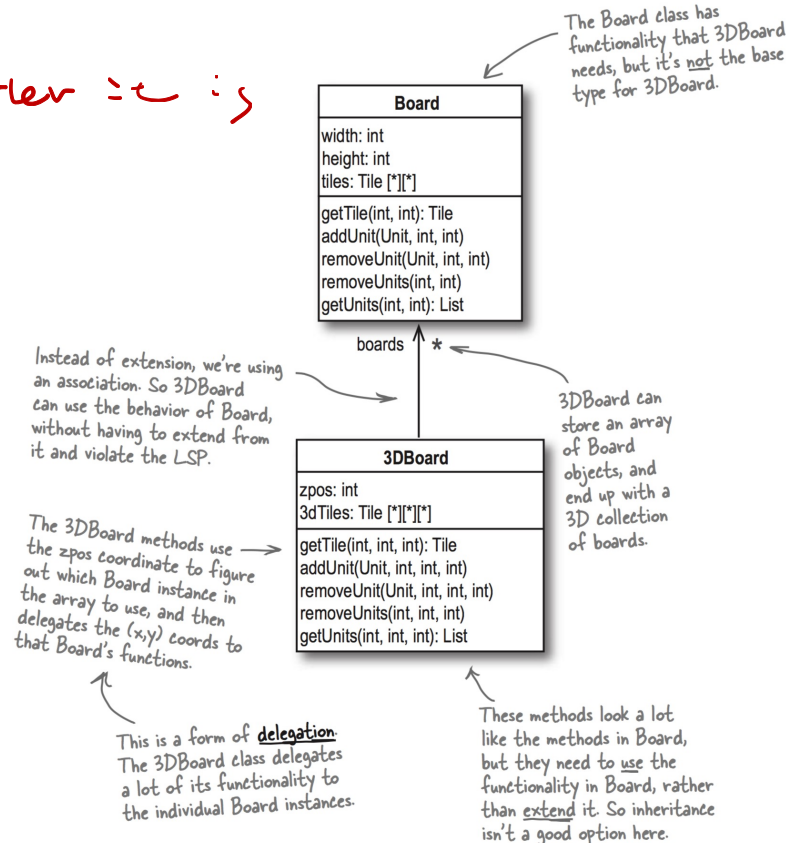 it is
The Board class has
functionality that 3DBoard
needs, but it's not the base
type for 3DBoard.
Board
width: int
height: int
tiles: Tile [*][*]
getTile(int, int): Tile
addUnit(Unit, int, int)
removeUnit(Unit, int, int)
removeUnits(int, int)
getUnits(int, int): List
boards *
Instead of extension, we're using
an association. So 3DBoard
can use the behavior of Board,
without having to extend from
it and violate the LSP.
3DBoard can
store an array
of Board
objects, and
end up with a
3D collection
of boards.
3DBoard
zpos: int
3dTiles: Tile [*][*][*]
getTile(int, int, int): Tile
addUnit(Unit, int, int, int)
removeUnit(Unit, int, int, int)
removeUnits(int, int, int)
getUnits(int, int, int): List
The 3DBoard methods use
the zpos coordinate to figure
out which Board instance in
the array to use, and then
delegates the (x,y) coords to
that Board's functions.
This is a form of delegation.
The 3DBoard class delegates
a lot of its functionality to
the individual Board instances.
These methods look a lot
like the methods in Board,
but they need to use the
functionality in Board, rather
than extend it. So inheritance
isn't a good option here.